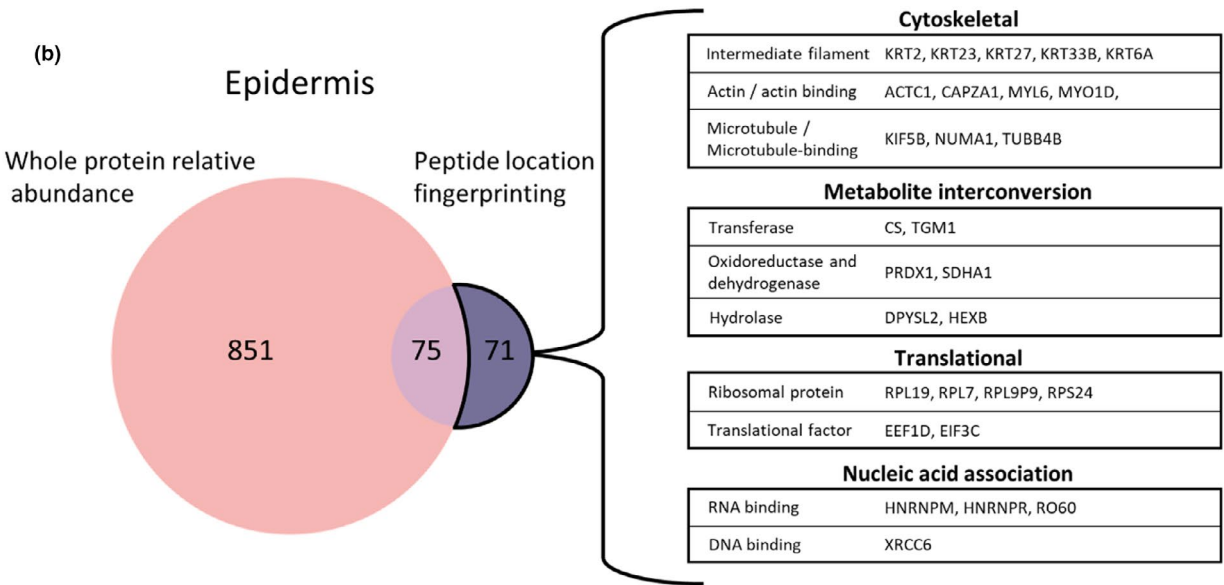 (b)
Epidermis
Whole protein relative
abundance
Peptide location
fingerprinting
851
75
71
Cytoskeletal
Intermediate filament KRT2, KRT23, KRT27, KRT33B, KRT6A
Actin / actin binding ACTC1, CAPZA1, MYL6, MYO1D,
Microtubule /
Microtubule-binding KIF5B, NUMA1, TUBB4B
Metabolite interconversion
Transferase CS, TGM1
Oxidoreductase and
dehydrogenase PRDX1, SDHA1
Hydrolase DPYSL2, HEXB
Translational
Ribosomal protein RPL19, RPL7, RPL9P9, RPS24
Translational factor EEF1D, EIF3C
Nucleic acid association
RNA binding HNRNPM, HNRNPR, RO60
DNA binding XRCC6